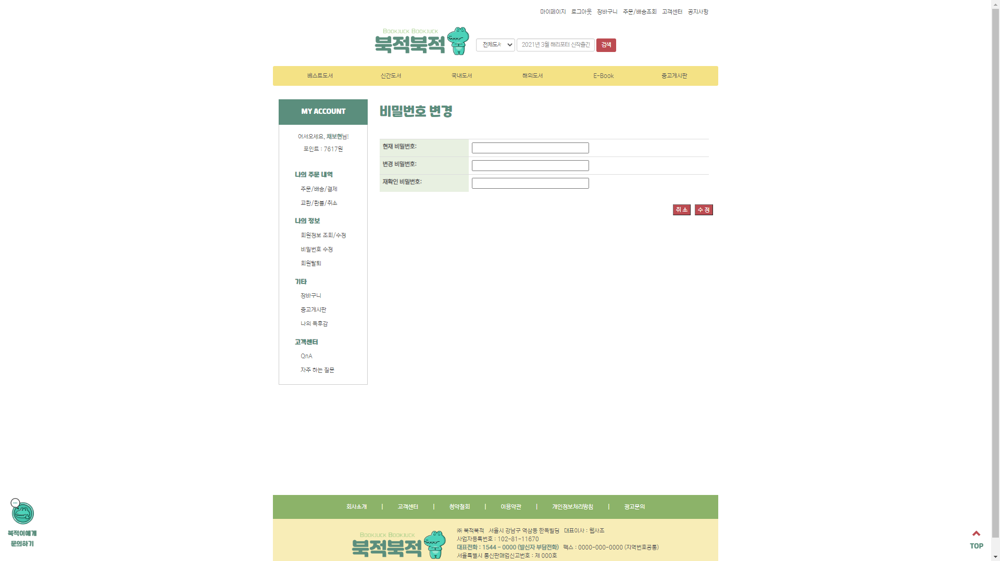 마이페이지 로그아웃 장바구니 주문/배송조회 고객센터 공지사항
BOOKJUCK BOOKJUCK
북적북적
전체도서 2021년 3월 해리포터 신작출간 검색
베스트도서 신간도서 국내도서 해외도서 E-Book 중고게시판
MY ACCOUNT
어서오세요, 채보현님!
포인트 : 7617원
나의 주문 내역
주문/배송/결제
교환/환불/취소
나의 정보
회원정보 조회/수정
비밀번호 수정
회원탈퇴
기타
장바구니
중고게시판
나의 독후감
고객센터
QnA
자주 하는 질문
비밀번호 변경
현재 비밀번호:
변경 비밀번호:
재확인 비밀번호:
취소 수정
북적이에게
문의하기
TOP
회사소개 | 고객센터 | 청약철회 | 이용약관 | 개인정보처리방침 | 광고문의
BOOKJUCK BOOKJUCK
북적북적
㈜ 북적북적 서울시 강남구 역삼동 한독빌딩 대표이사 : 웹사조
사업자등록번호 : 102-81-11670
대표전화 : 1544 - 0000 (발신자 부담전화) 팩스 : 0000-000-0000 (지역번호공통)
서울특별시 통신판매업신고번호 : 제 000호